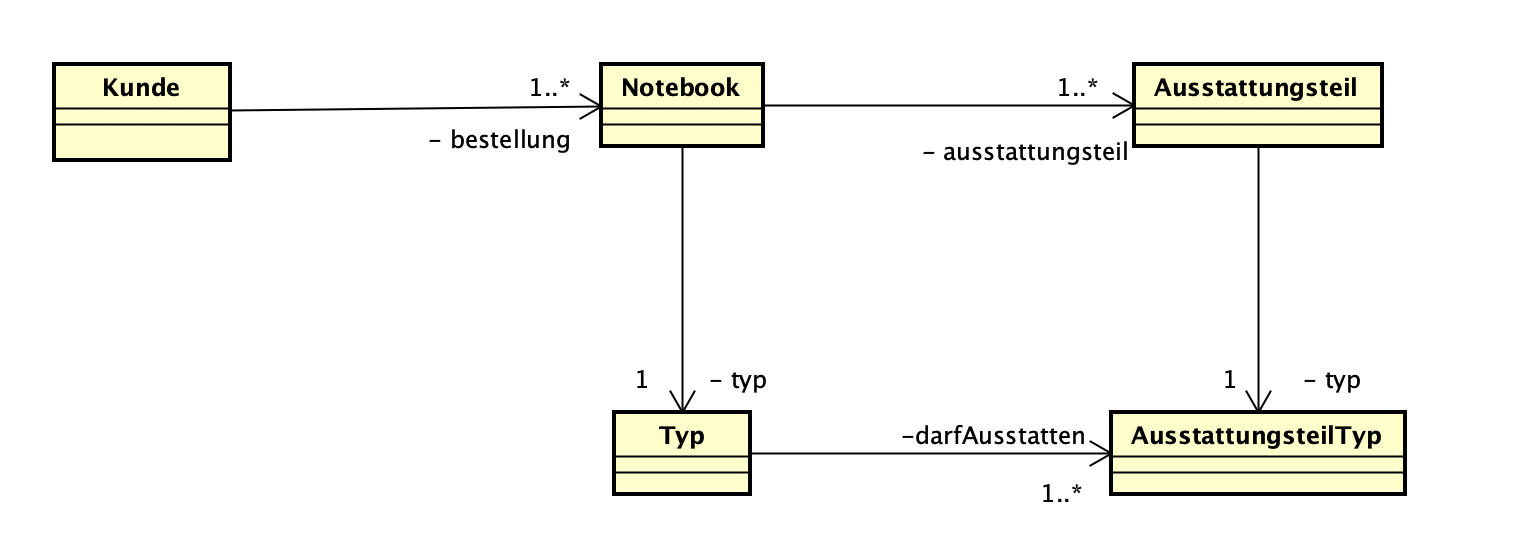 Kunde
1..*
Notebook
1..*
Ausstattungsteil
- bestellung
- ausstattungsteil
1
- typ
1
- typ
Typ
-darfAusstatten
AusstattungsteilTyp
1..*